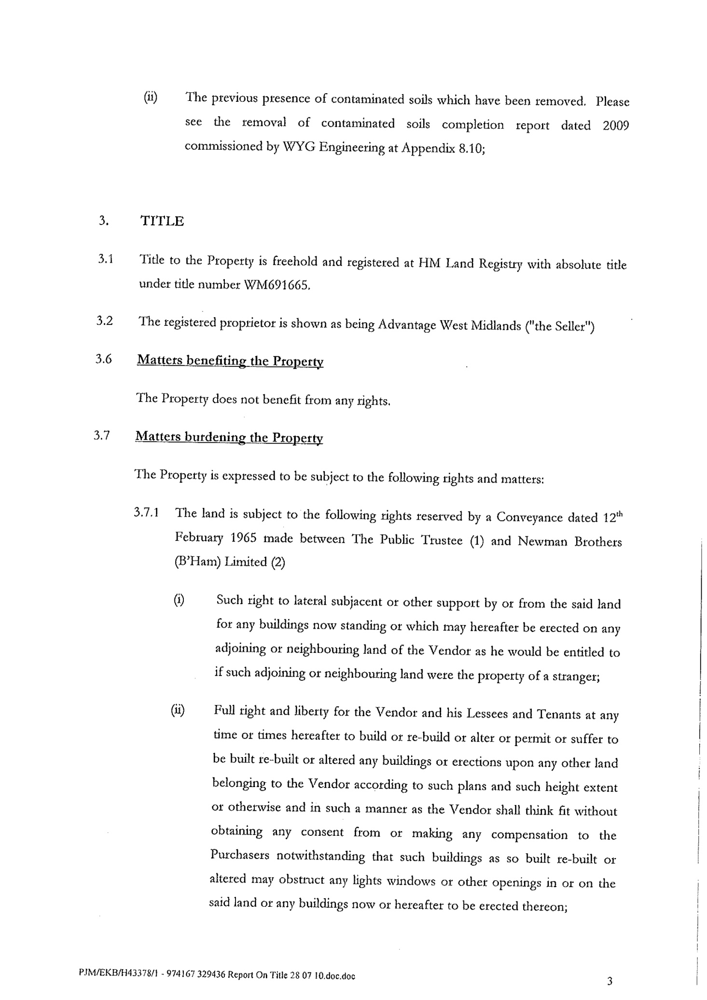 (ii) The previous presence of contaminated soils which have been removed. Please
see the removal of contaminated soils completion report dated 2009
commissioned by WYG Engineering at Appendix 8.10;
3. TITLE
3.1 Title to the Property is freehold and registered at HM Land Registry with absolute title
under title number WM691665.
3.2 The registered proprietor is shown as being Advantage West Midlands ("the Seller")
3.6 Matters benefiting the Property
The Property does not benefit from any rights.
3.7 Matters burdening the Property
The Property is expressed to be subject to the following rights and matters:
3.7.1 The land is subject to the following rights reserved by a Conveyance dated 12th
February 1965 made between The Public Trustee (1) and Newman Brothers
(B'Ham) Limited (2)
(i) Such right to lateral subjacent or other support by or from the said land
for any buildings now standing or which may hereafter be erected on any
adjoining or neighbouring land of the Vendor as he would be entitled to
if such adjoining or neighbouring land were the property of a stranger;
(ii) Full right and liberty for the Vendor and his Lessees and Tenants at any
time or times hereafter to build or re-build or alter or permit or suffer to
be built re-built or altered any buildings or erections upon any other land
belonging to the Vendor according to such plans and such height extent
or otherwise and in such a manner as the Vendor shall think fit without
obtaining any consent from or making any compensation to the
Purchasers notwithstanding that such buildings as so built re-built or
altered may obstruct any lights windows or other openings in or on the
said land or any buildings now or hereafter to be erected thereon;
PJM/EKB/H43378/1 - 974167 329436 Report On Title 28 07 10.doc.doc
3